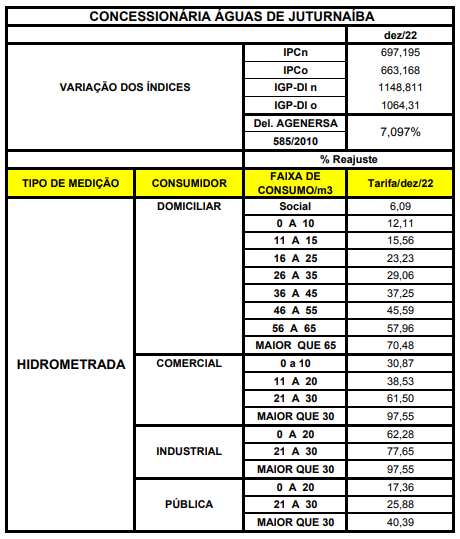 CONCESSIONÁRIA ÁGUAS DE JUTURNAÍBA
dez/22
VARIAÇÃO DOS ÍNDICES
IPCn 697,195
IPCo 663,168
IGP-DI n 1148,811
IGP-DI o 1064,31
Del. AGENERSA
585/2010
7,097%
% Reajuste
TIPO DE MEDIÇÃO CONSUMIDOR FAIXA DE CONSUMO/m3 Tarifa/dez/22
HIDROMETRADA
DOMICILIAR
Social 6,09
0 A 10 12,11
11 A 15 15,56
16 A 25 23,23
26 A 35 29,06
36 A 45 37,25
46 A 55 45,59
56 A 65 57,96
MAIOR QUE 65 70,48
COMERCIAL
0 a 10 30,87
11 A 20 38,53
21 A 30 61,50
MAIOR QUE 30 97,55
INDUSTRIAL
0 A 20 62,28
21 A 30 77,65
MAIOR QUE 30 97,55
PÚBLICA
0 A 20 17,36
21 A 30 25,88
MAIOR QUE 30 40,39